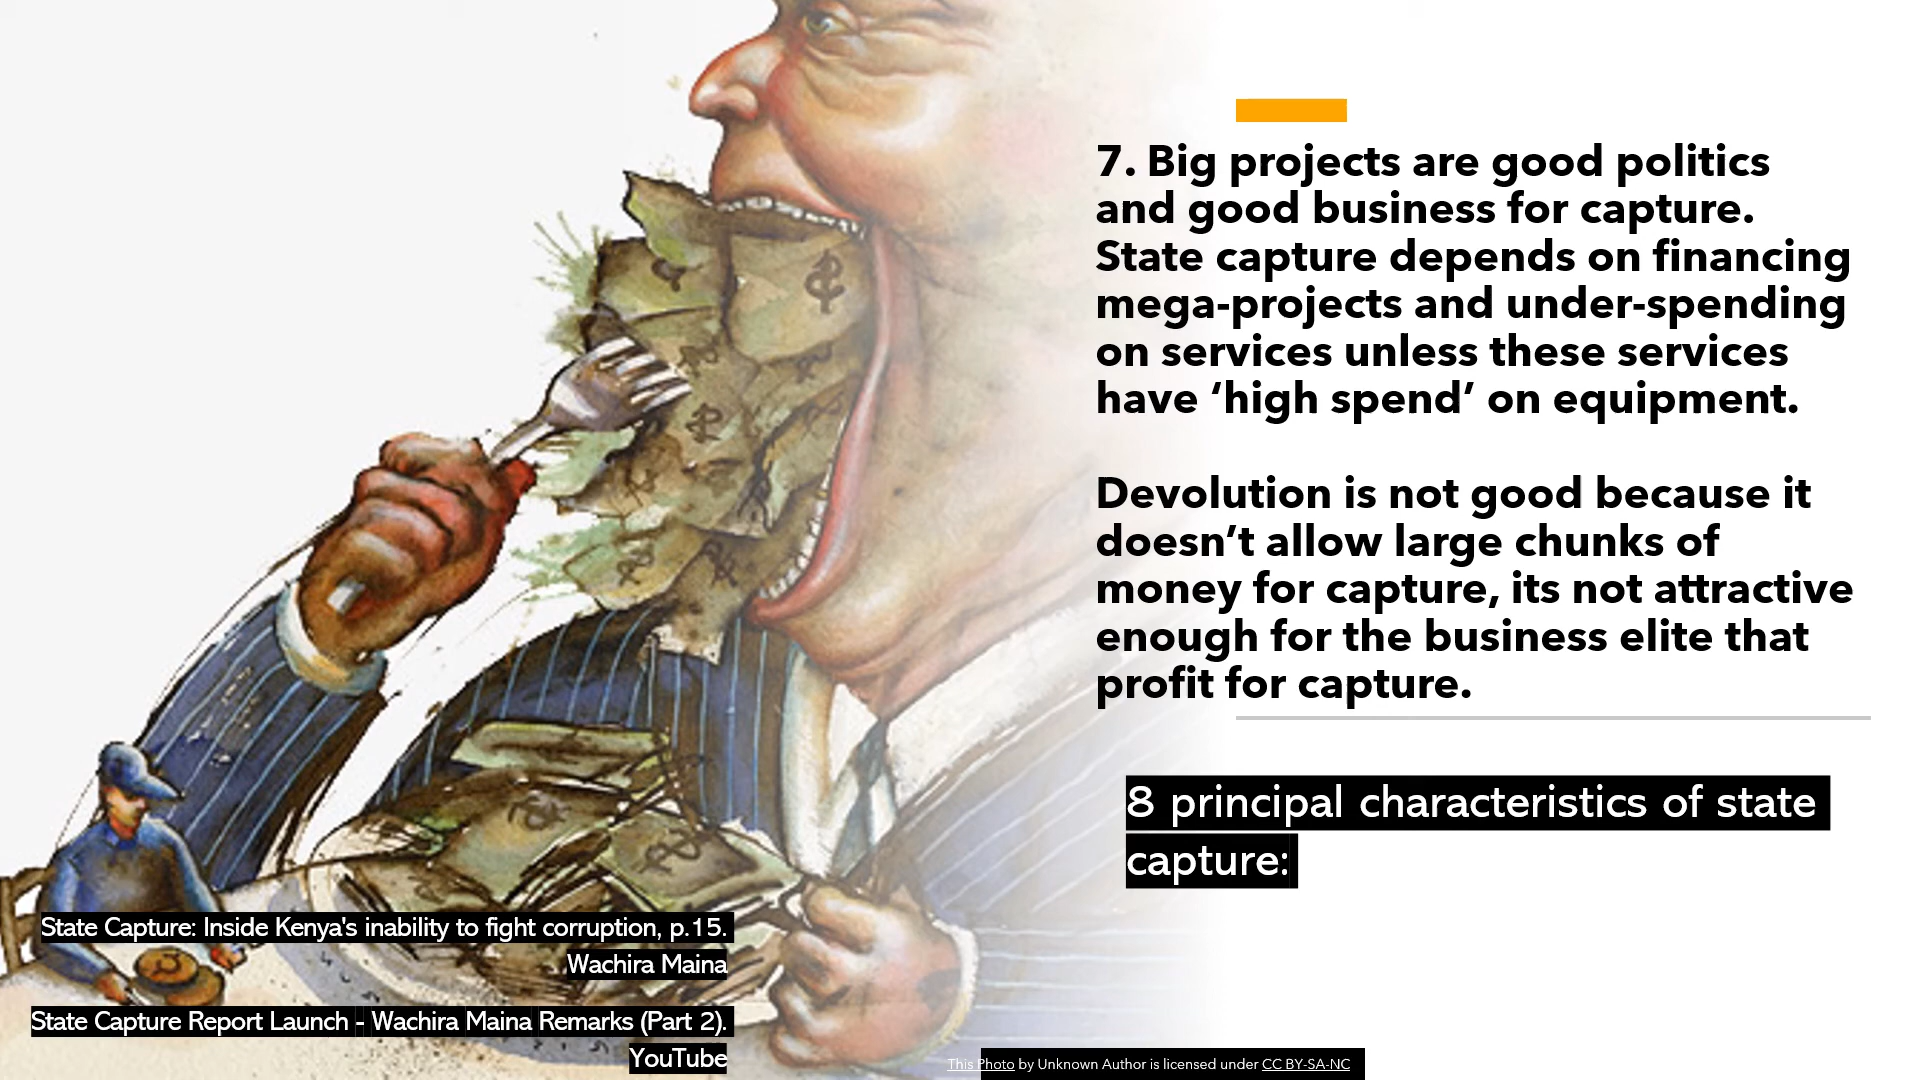 7. Big projects are good politics
and good business for capture.
State capture depends on financing
mega-projects and under-spending
on services unless these services
have ‘high spend’ on equipment.
Devolution is not good because it
doesn’t allow large chunks of
money for capture, its not attractive
enough for the business elite that
profit for capture.
8 principal characteristics of state
capture:
State Capture: Inside Kenya's inability to fight corruption, p.15.
Wachira Maina
State Capture Report Launch - Wachira Maina Remarks (Part 2).
YouTube
This Photo by Unknown Author is licensed under CC BY-SA-NC